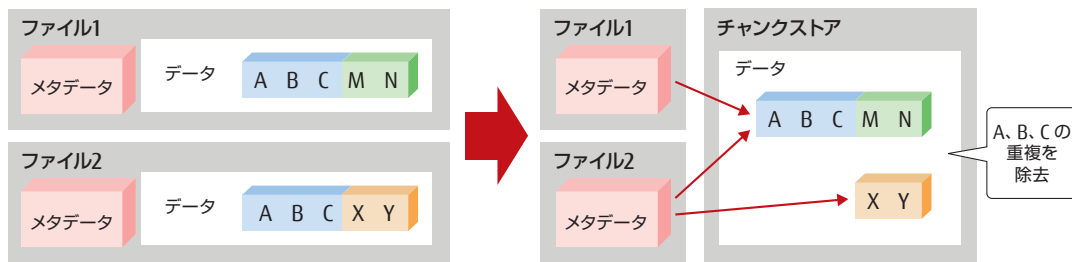 ファイル1
メタデータ
データ
A B C M N
ファイル2
メタデータ
データ
A B C X Y
ファイル1
メタデータ
ファイル2
メタデータ
チャンクストア
データ
A B C M N
X Y
A、B、Cの
重複を
除去